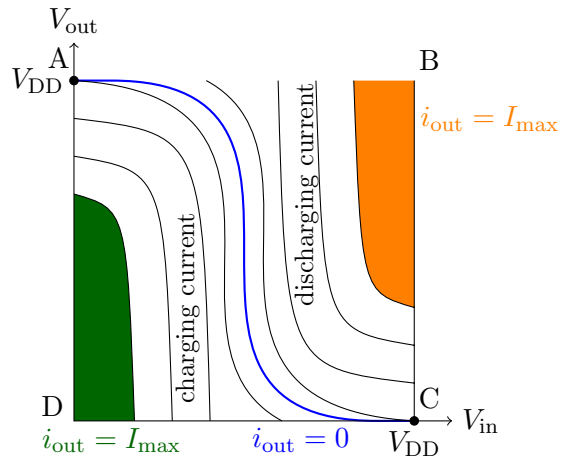 V_out
A
B
V_DD
i_out = I_max
discharging current
charging current
D
C
V_in
i_out = I_max
i_out = 0
V_DD